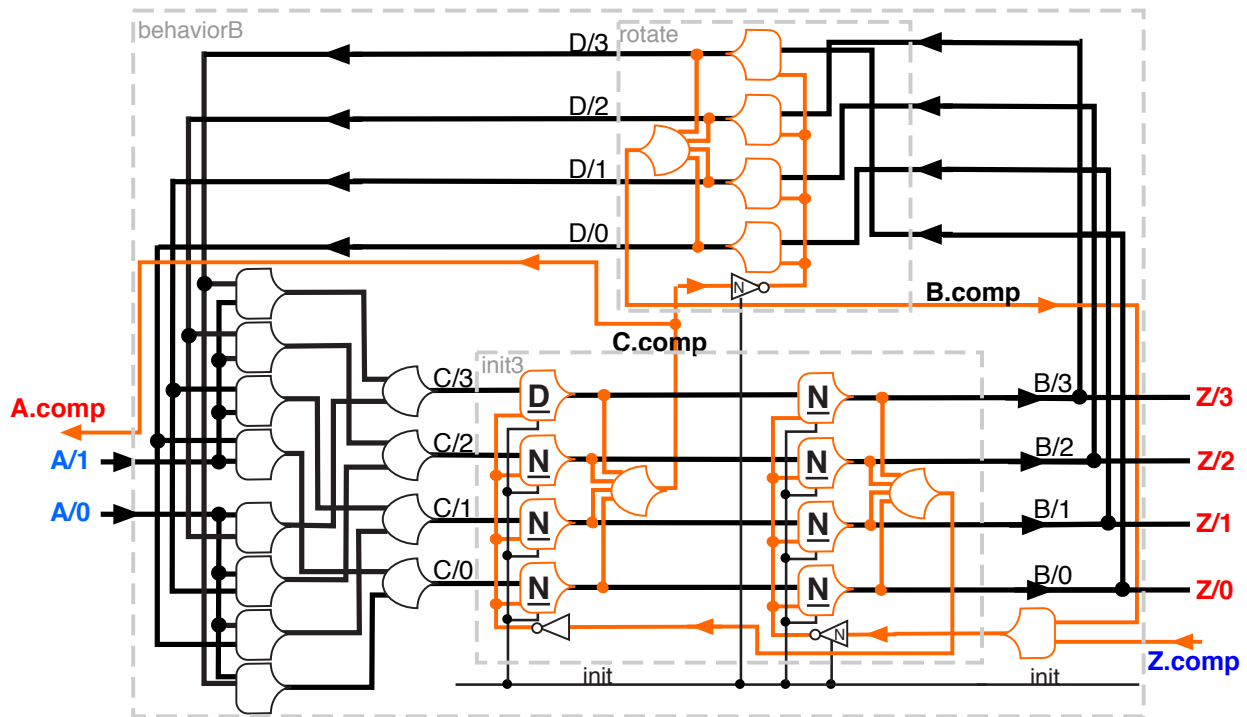 behaviorB
rotate
D/3
D/2
D/1
D/0
N
B.comp
C.comp
init3
A.comp
A/1
A/0
C/3
C/2
C/1
C/0
D
N
N
N
N
N
N
N
N
B/3
B/2
B/1
B/0
Z/3
Z/2
Z/1
Z/0
Z.comp
init
init